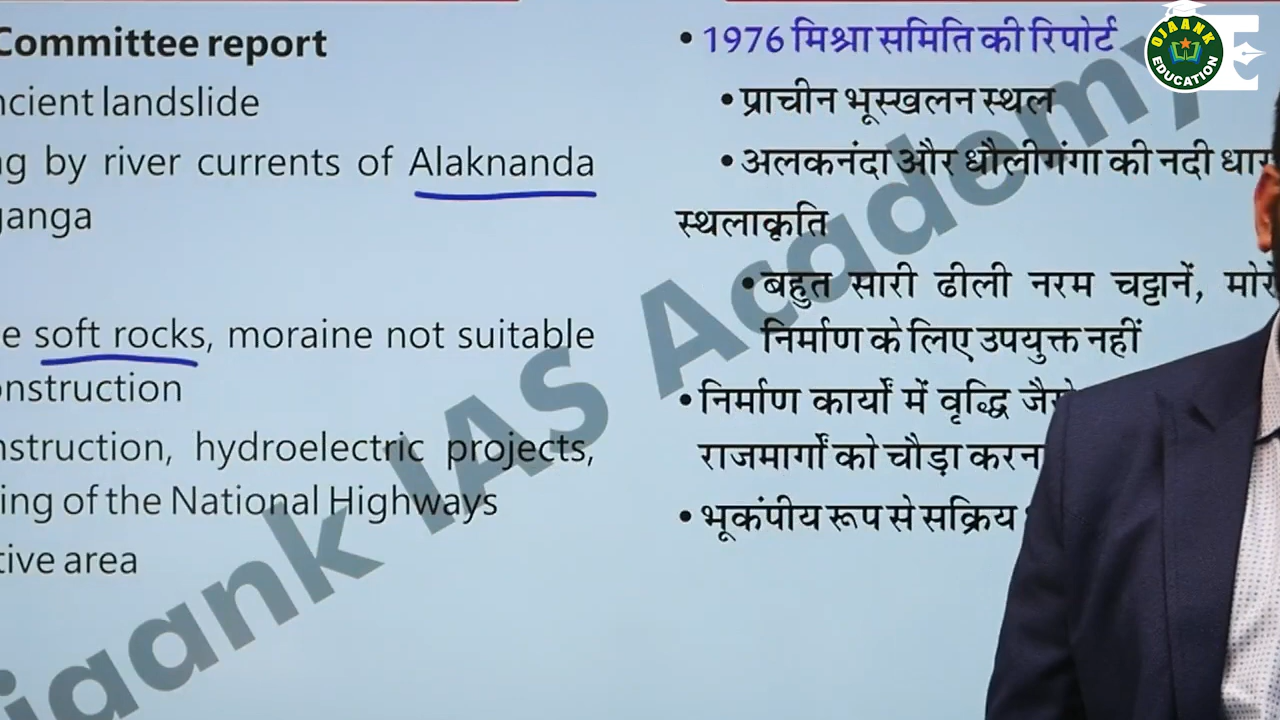 Committee report
ncient landslide
ng by river currents of Alaknanda
ganga
e soft rocks, moraine not suitable
onstruction
nstruction, hydroelectric projects,
ing of the National Highways
tive area
• 1976 मिश्रा समिति की रिपोर्ट
• प्राचीन भूस्खलन स्थल
• अलकनंदा और धौलीगंगा की नदी
स्थलाकृति
• बहुत सारी ढीली नरम चट्टानें,
निर्माण के लिए उपयुक्त नहीं
• निर्माण कार्यों में वृद्धि
राजमार्गों को चौड़ा
• भूकंपीय रूप से सक्रिय
IAS Academy
OJAANK
EDUCATION
E